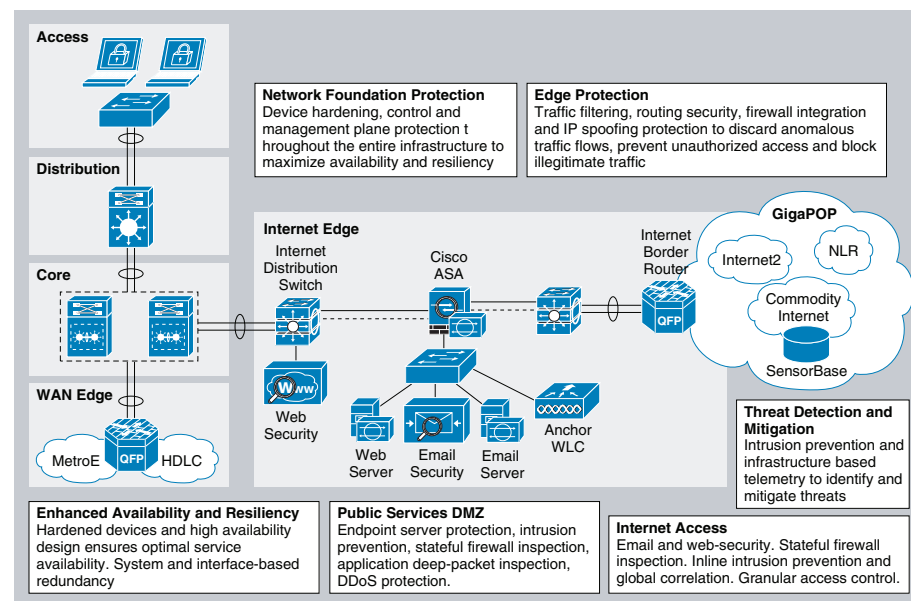 Access
Network Foundation Protection
Device hardening, control and
management plane protection t
hroughout the entire infrastructure to
maximize availability and resiliency
Edge Protection
Traffic filtering, routing security, firewall integration
and IP spoofing protection to discard anomalous
traffic flows, prevent unauthorized access and block
illegitimate traffic
Distribution
Internet Edge
Internet
Distribution
Switch
Cisco
ASA
Internet
Border
Router
QFP
GigaPOP
Internet2
NLR
Commodity
Internet
SensorBase
Core
WAN Edge
MetroE
QFP
HDLC
Www
Web
Security
Web
Server
Email
Security
Email
Server
Anchor
WLC
Threat Detection and
Mitigation
Intrusion prevention and
infrastructure based
telemetry to identify and
mitigate threats
Enhanced Availability and Resiliency
Hardened devices and high availability
design ensures optimal service
availability. System and interface-based
redundancy
Public Services DMZ
Endpoint server protection, intrusion
prevention, stateful firewall inspection,
application deep-packet inspection,
DDoS protection.
Internet Access
Email and web-security. Stateful firewall
inspection. Inline intrusion prevention and
global correlation. Granular access control.